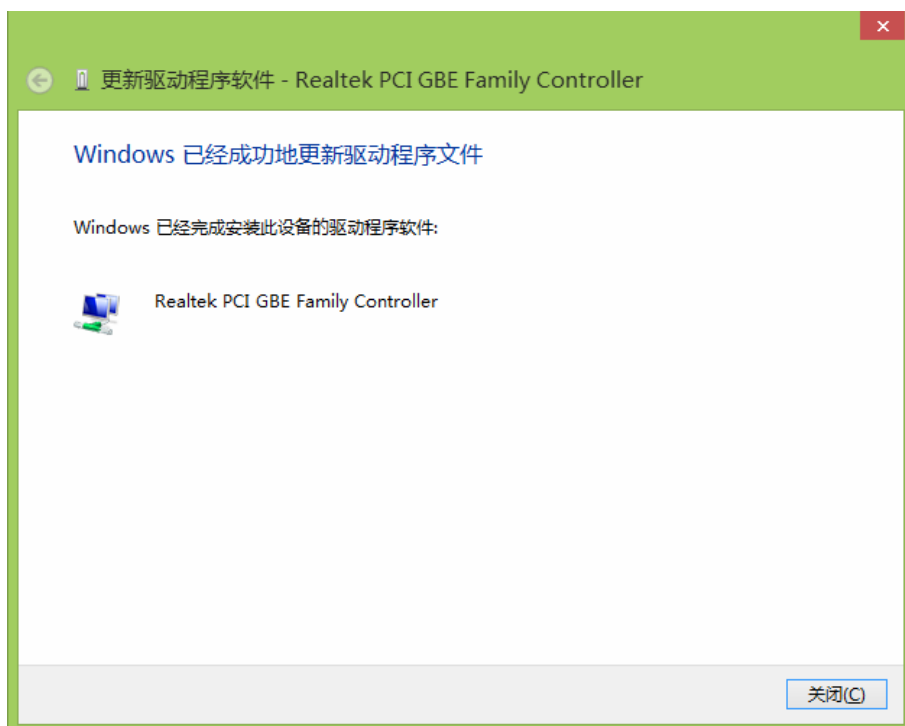 更新驱动程序软件 - Realtek PCI GBE Family Controller
Windows 已经成功地更新驱动程序文件
Windows 已经完成安装此设备的驱动程序软件:
Realtek PCI GBE Family Controller
关闭(C)